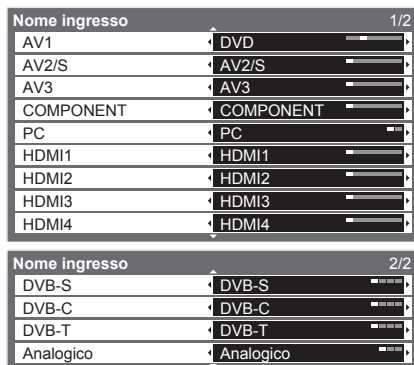 Nome ingresso 1/2
AV1 DVD
AV2/S AV2/S
AV3 AV3
COMPONENT COMPONENT
PC PC
HDMI1 HDMI1
HDMI2 HDMI2
HDMI3 HDMI3
HDMI4 HDMI4
Nome ingresso 2/2
DVB-S DVB-S
DVB-C DVB-C
DVB-T DVB-T
Analogico Analogico